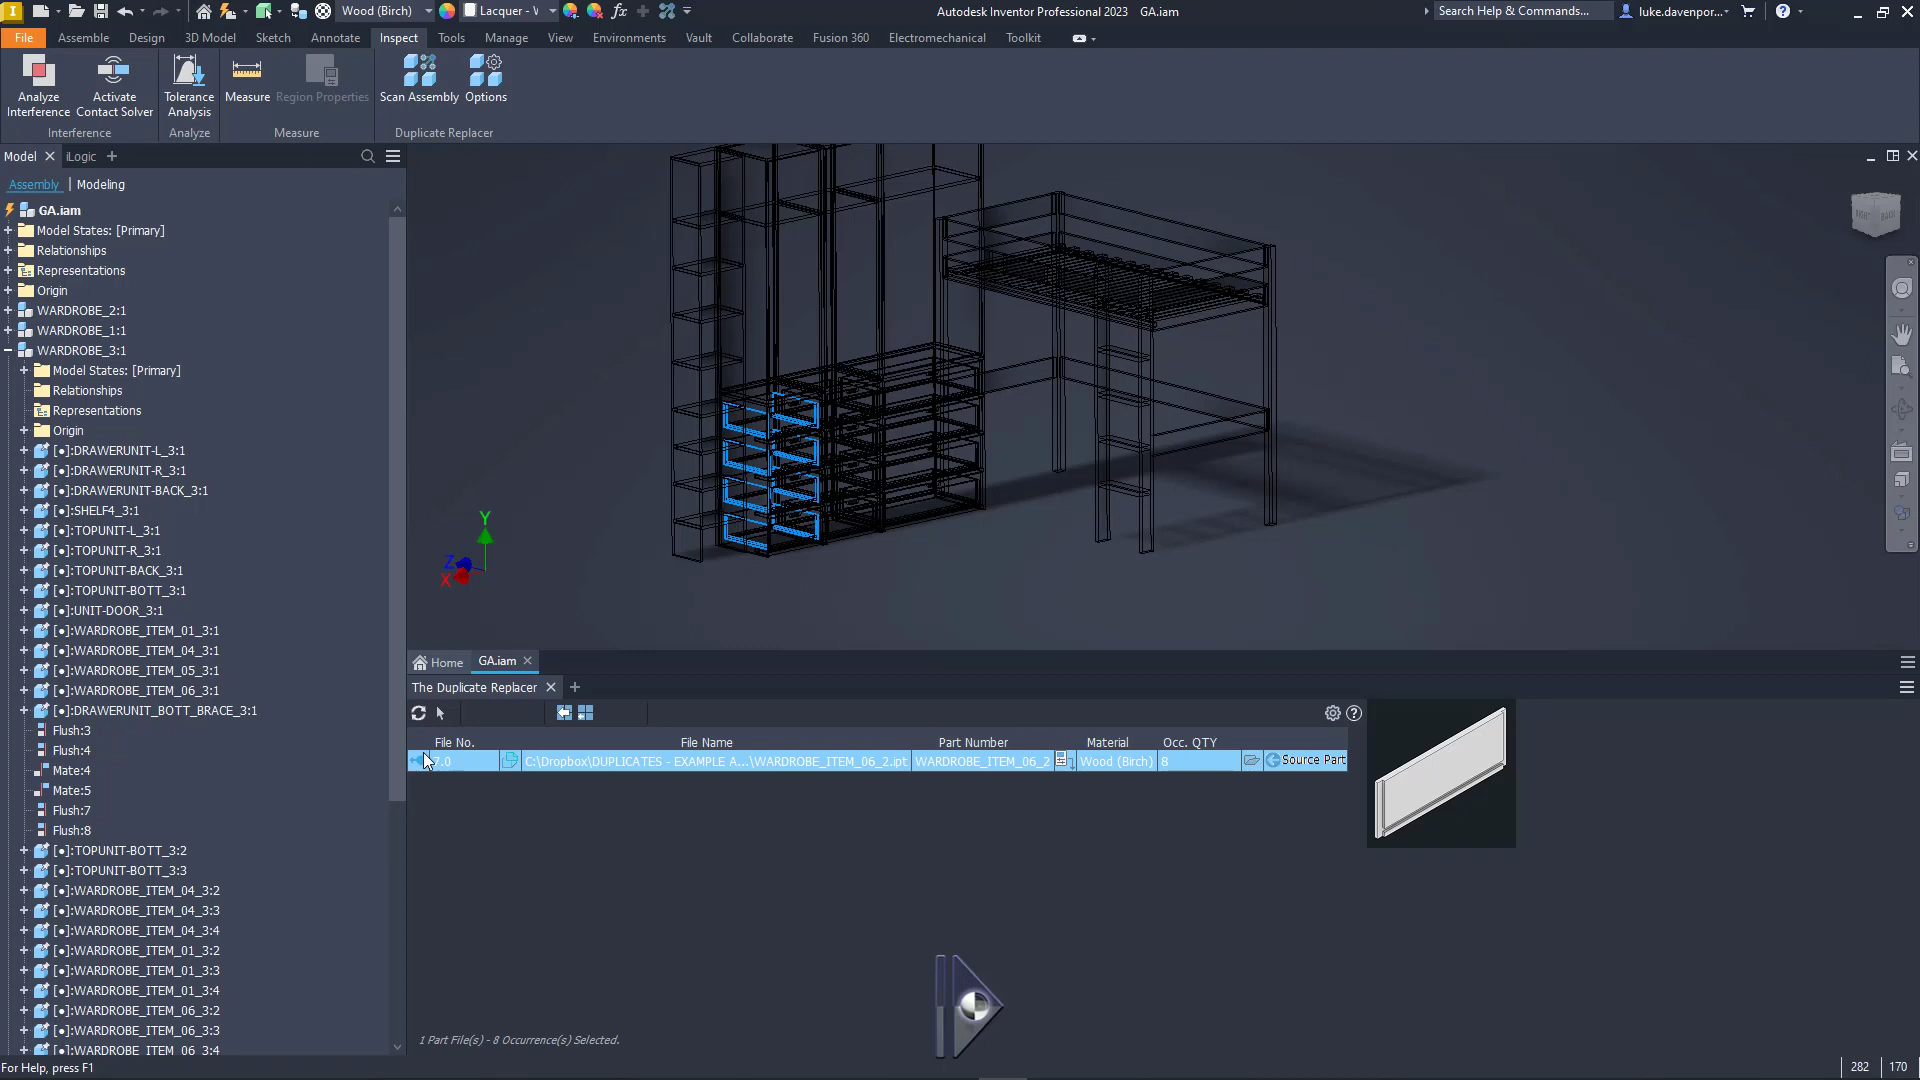 Wood (Birch)
Lacquer - V
Autodesk Inventor Professional 2023 GA.iam
Search Help & Commands...
luke.davenpor...
File Assemble Design 3D Model Sketch Annotate Inspect Tools Manage View Environments Vault Collaborate Fusion 360 Electromechanical Toolkit
Analyze Interference
Activate Contact Solver
Tolerance Analysis
Measure
Region Properties
Scan Assembly
Options
Interference
Analyze
Measure
Duplicate Replacer
Model
iLogic
Assembly | Modeling
GA.iam
Model States: [Primary]
Relationships
Representations
Origin
WARDROBE_2:1
WARDROBE_1:1
WARDROBE_3:1
Model States: [Primary]
Relationships
Representations
Origin
[•]:DRAWERUNIT-L_3:1
[•]:DRAWERUNIT-R_3:1
[•]:DRAWERUNIT-BACK_3:1
[•]:SHELF4_3:1
[•]:TOPUNIT-L_3:1
[•]:TOPUNIT-R_3:1
[•]:TOPUNIT-BACK_3:1
[•]:TOPUNIT-BOTT_3:1
[•]:UNIT-DOOR_3:1
[•]:WARDROBE_ITEM_01_3:1
[•]:WARDROBE_ITEM_04_3:1
[•]:WARDROBE_ITEM_05_3:1
[•]:WARDROBE_ITEM_06_3:1
[•]:DRAWERUNIT_BOTT_BRACE_3:1
Flush:3
Flush:4
Mate:4
Mate:5
Flush:7
Flush:8
[•]:TOPUNIT-BOTT_3:2
[•]:TOPUNIT-BOTT_3:3
[•]:WARDROBE_ITEM_04_3:2
[•]:WARDROBE_ITEM_04_3:3
[•]:WARDROBE_ITEM_04_3:4
[•]:WARDROBE_ITEM_01_3:2
[•]:WARDROBE_ITEM_01_3:3
[•]:WARDROBE_ITEM_01_3:4
[•]:WARDROBE_ITEM_06_3:2
[•]:WARDROBE_ITEM_06_3:3
[•]:WARDROBE_ITEM_06_3:4
RIGHT BACK
Y
Z
X
Home
GA.iam
The Duplicate Replacer
File No. File Name Part Number Material Occ. QTY
7.0 C:\Dropbox\DUPLICATES - EXAMPLE A...\WARDROBE_ITEM_06_2.ipt WARDROBE_ITEM_06_2 Wood (Birch) 8 Source Part
1 Part File(s) - 8 Occurrence(s) Selected.
For Help, press F1
282 170